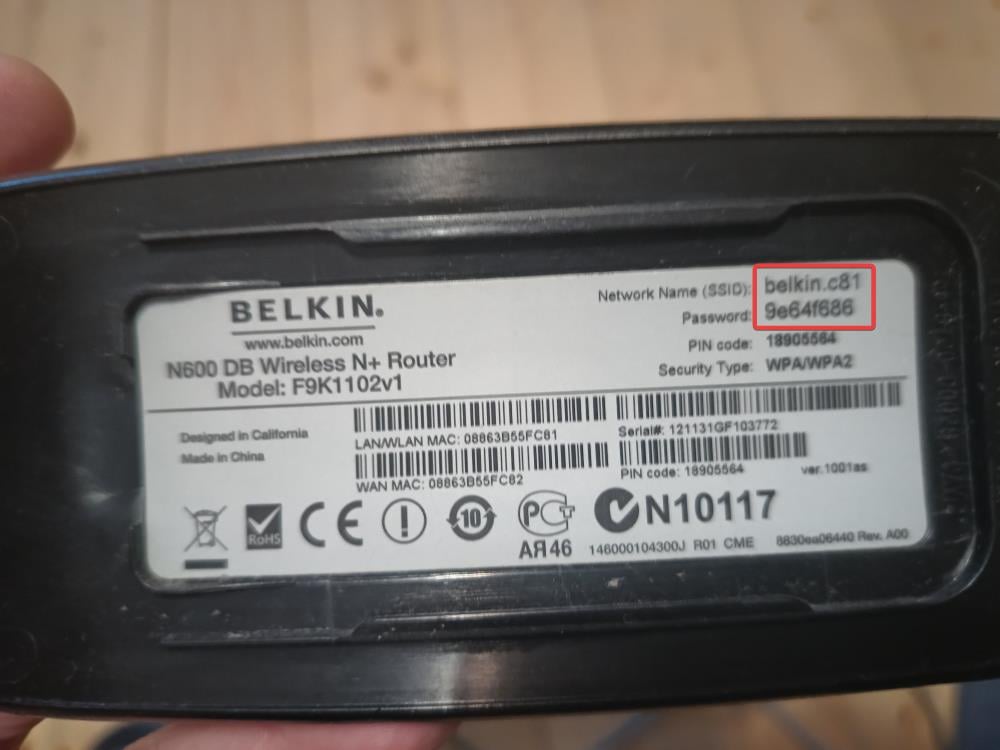 BELKIN.
www.belkin.com
N600 DB Wireless N+ Router
Model: F9K1102v1
Network Name (SSID): belkin.c81
Password: 9e64f686
PIN code: 18905564
Security Type: WPA/WPA2
Designed in California
Made in China
LAN/WLAN MAC: 08863B55FC81
WAN MAC: 08863B55FC82
Serial#: 121131GF103772
PIN code: 18905564
ver.1001as
RoHS
CE
10
PCT
АЯ46
N10117
146000104300J R01 CME
8830ea06440 Rev. A00